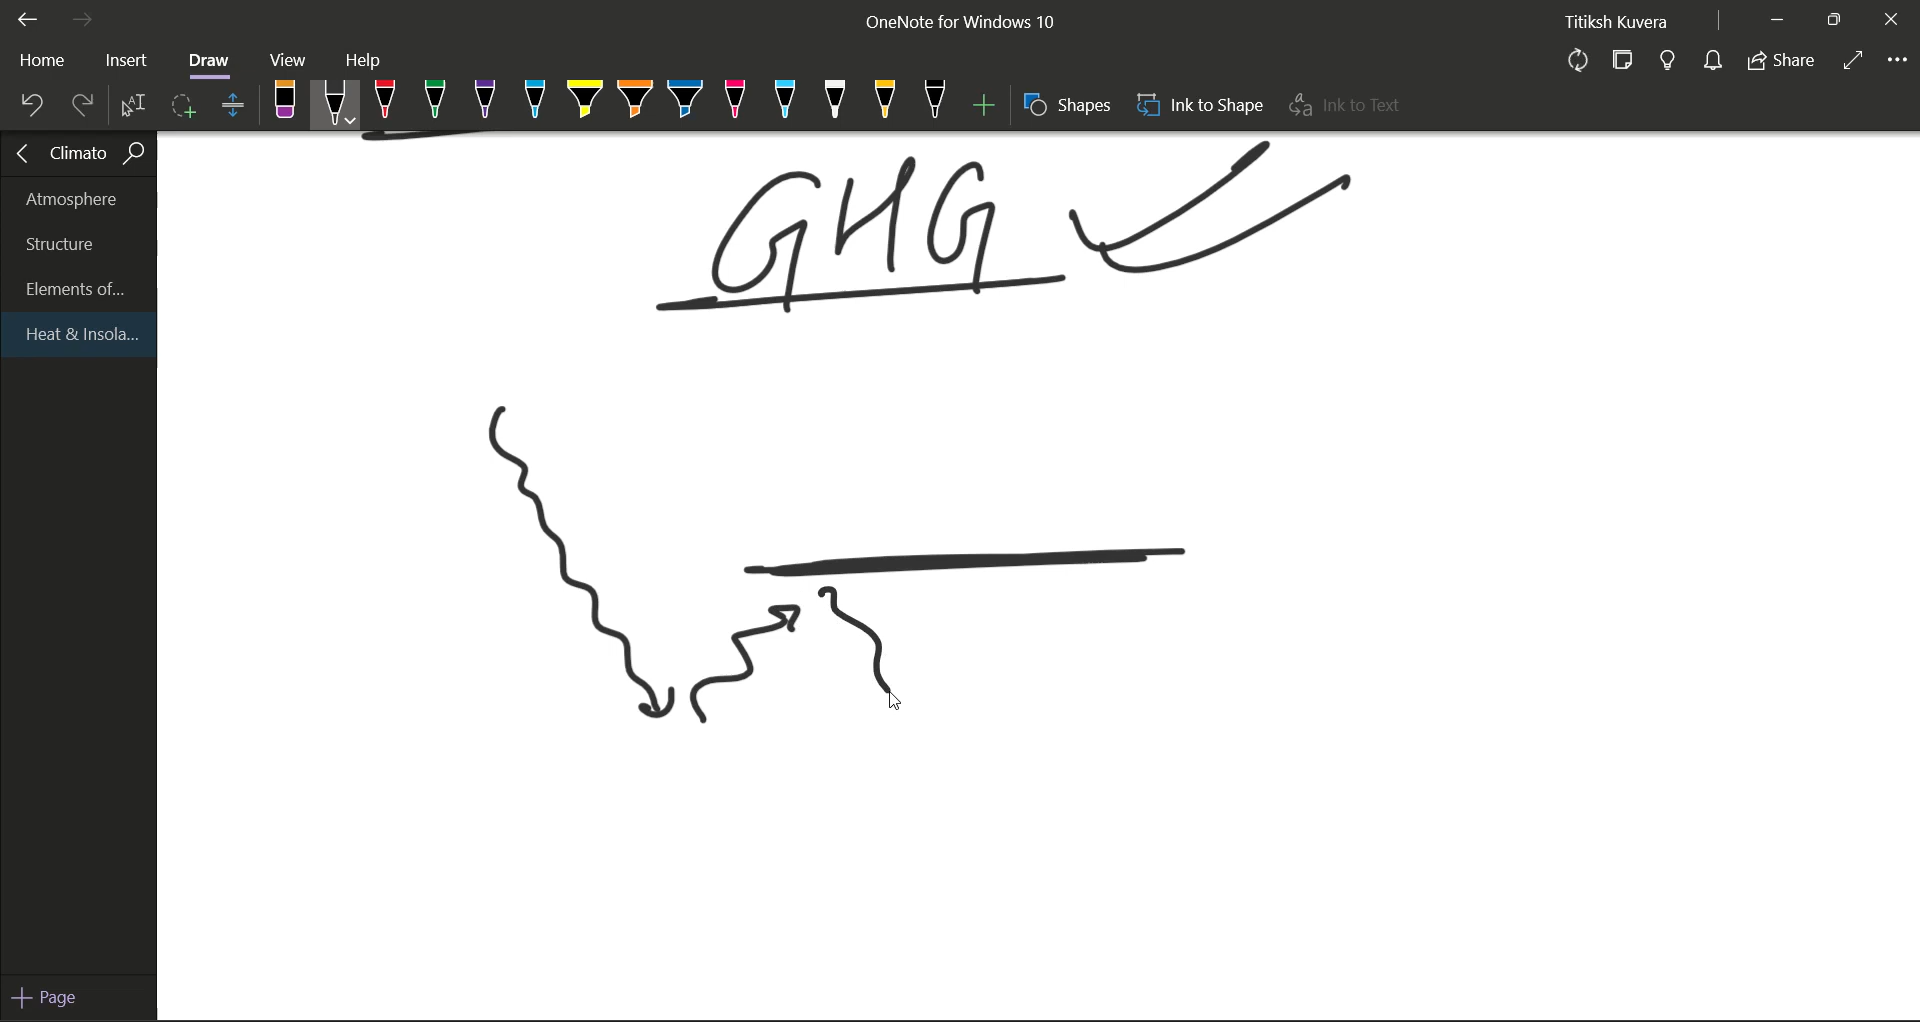 OneNote for Windows 10
Titiksh Kuvera
Home Insert Draw View Help
Share
Shapes Ink to Shape Ink to Text
Climato
Atmosphere
Structure
Elements of...
Heat & Insola...
GHG
Page